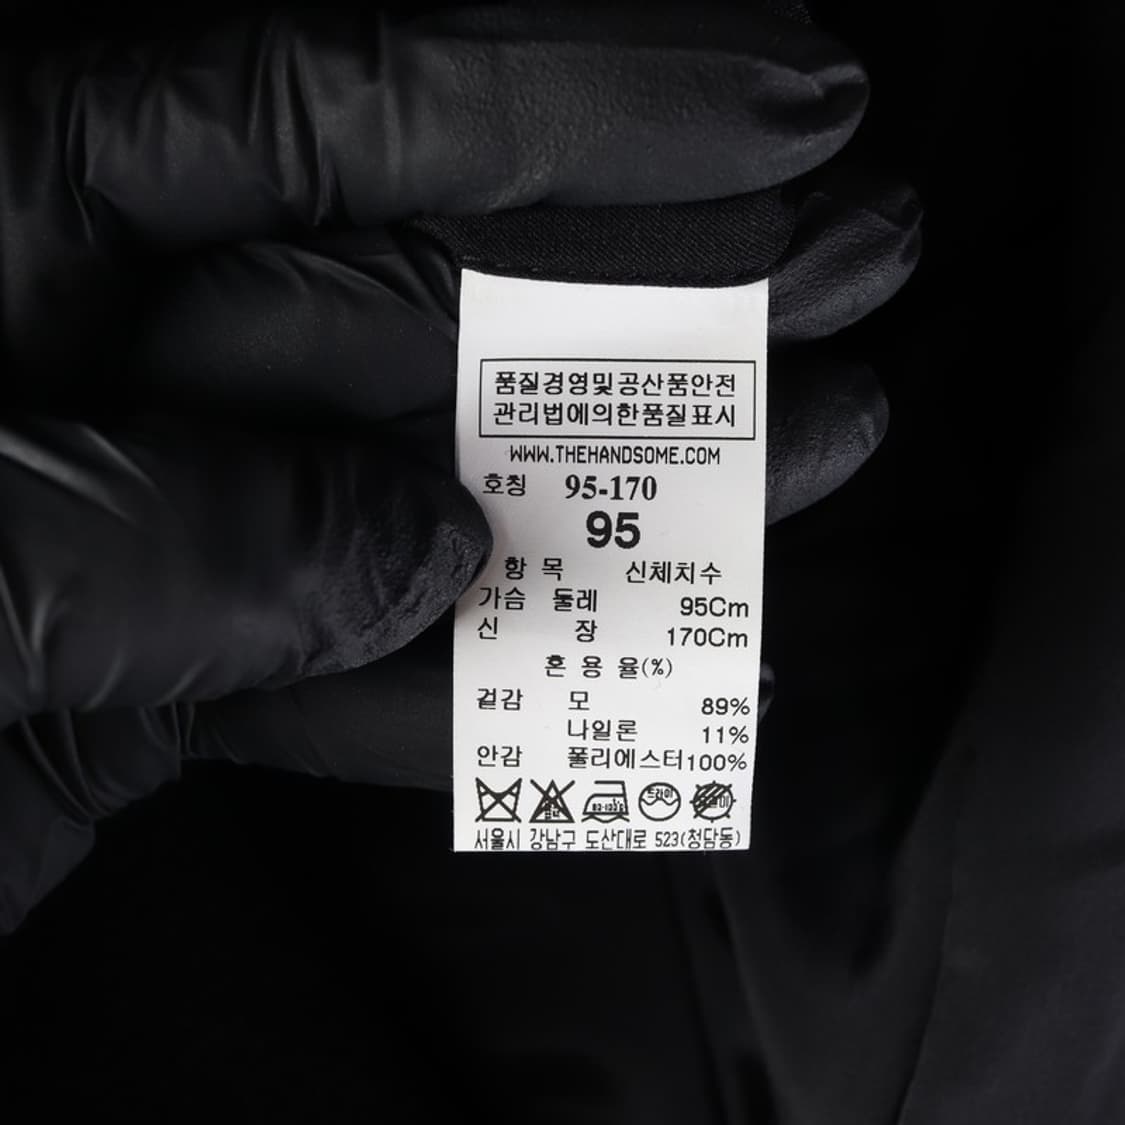 품질경영및공산품안전
관리법에의한품질표시
WWW.THEHANDSOME.COM
호칭 95-170
95
항 목 신체치수
가슴 둘레 95Cm
신 장 170Cm
혼 용 율(%)
겉감 모 89%
나일론 11%
안감 폴리에스터100%
드라이
서울시 강남구 도산대로 523(청담동)